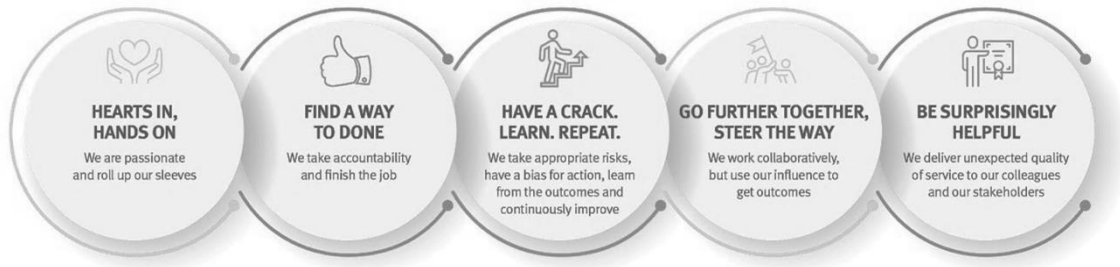 HEARTS IN,
HANDS ON
We are passionate
and roll up our sleeves
FIND A WAY
TO DONE
We take accountability
and finish the job
HAVE A CRACK.
LEARN. REPEAT.
We take appropriate risks,
have a bias for action, learn
from the outcomes and
continuously improve
GO FURTHER TOGETHER,
STEER THE WAY
We work collaboratively,
but use our influence to
get outcomes
BE SURPRISINGLY
HELPFUL
We deliver unexpected quality
of service to our colleagues
and our stakeholders